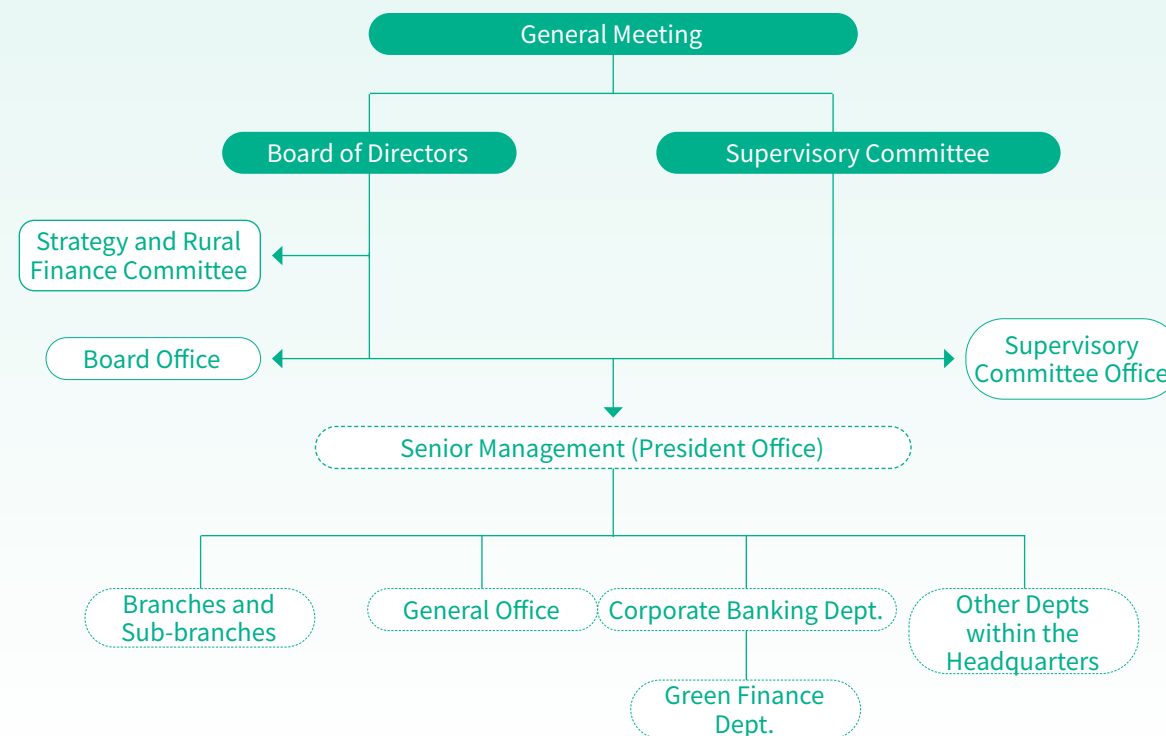 General Meeting
Board of Directors
Supervisory Committee
Strategy and Rural
Finance Committee
Board Office
Supervisory
Committee Office
Senior Management (President Office)
Branches and
Sub-branches
General Office
Corporate Banking Dept.
Other Depts
within the
Headquarters
Green Finance
Dept.